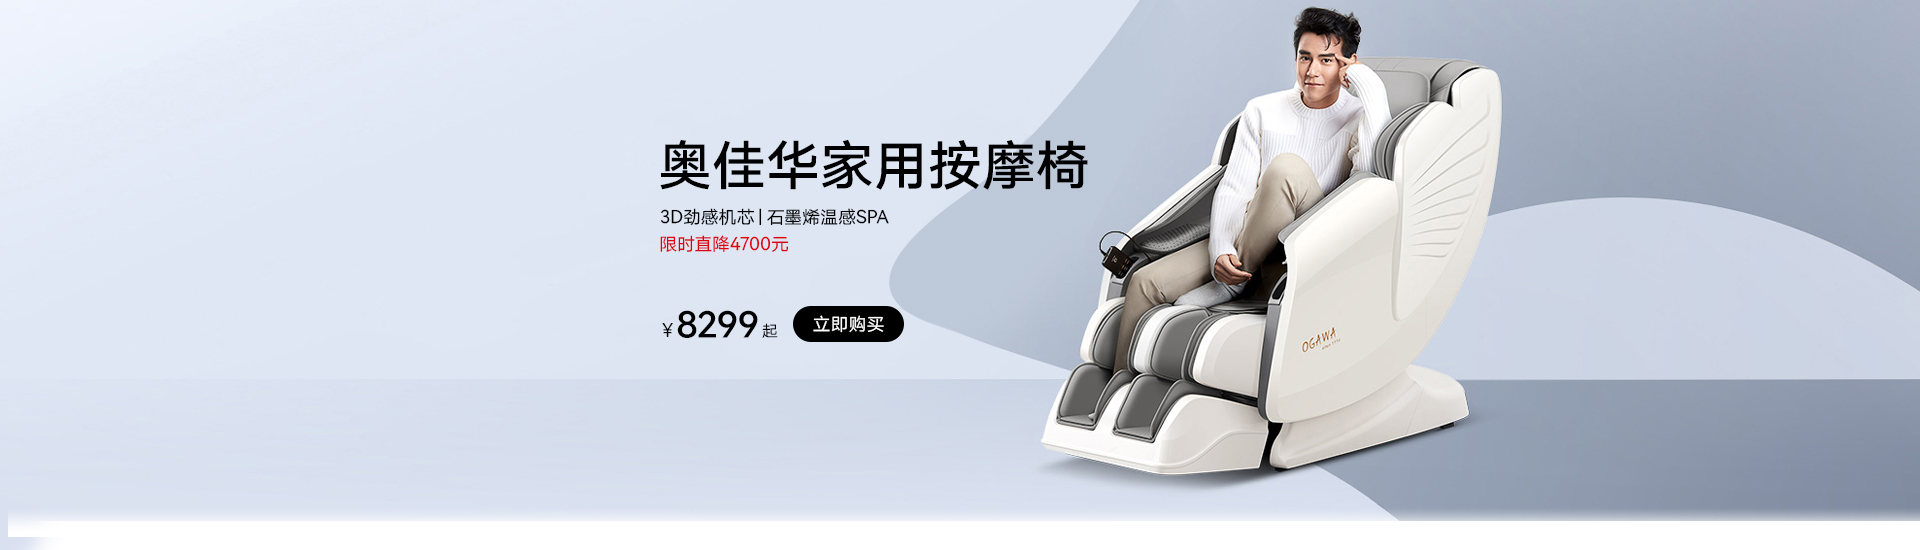 奥佳华家用按摩椅
3D劲感机芯 | 石墨烯温感SPA
限时直降4700元
¥8299起
立即购买
OGAWA